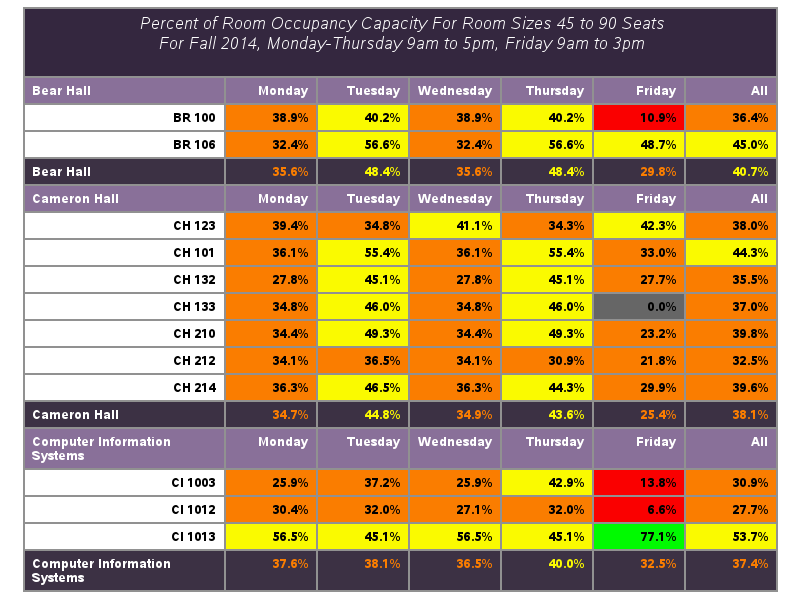 Percent of Room Occupancy Capacity For Room Sizes 45 to 90 Seats
For Fall 2014, Monday-Thursday 9am to 5pm, Friday 9am to 3pm
Bear Hall Monday Tuesday Wednesday Thursday Friday All
BR 100 38.9% 40.2% 38.9% 40.2% 10.9% 36.4%
BR 106 32.4% 56.6% 32.4% 56.6% 48.7% 45.0%
Bear Hall 35.6% 48.4% 35.6% 48.4% 29.8% 40.7%
Cameron Hall Monday Tuesday Wednesday Thursday Friday All
CH 123 39.4% 34.8% 41.1% 34.3% 42.3% 38.0%
CH 101 36.1% 55.4% 36.1% 55.4% 33.0% 44.3%
CH 132 27.8% 45.1% 27.8% 45.1% 27.7% 35.5%
CH 133 34.8% 46.0% 34.8% 46.0% 0.0% 37.0%
CH 210 34.4% 49.3% 34.4% 49.3% 23.2% 39.8%
CH 212 34.1% 36.5% 34.1% 30.9% 21.8% 32.5%
CH 214 36.3% 46.5% 36.3% 44.3% 29.9% 39.6%
Cameron Hall 34.7% 44.8% 34.9% 43.6% 25.4% 38.1%
Computer Information Monday Tuesday Wednesday Thursday Friday All
Systems
CI 1003 25.9% 37.2% 25.9% 42.9% 13.8% 30.9%
CI 1012 30.4% 32.0% 27.1% 32.0% 6.6% 27.7%
CI 1013 56.5% 45.1% 56.5% 45.1% 77.1% 53.7%
Computer Information 37.6% 38.1% 36.5% 40.0% 32.5% 37.4%
Systems